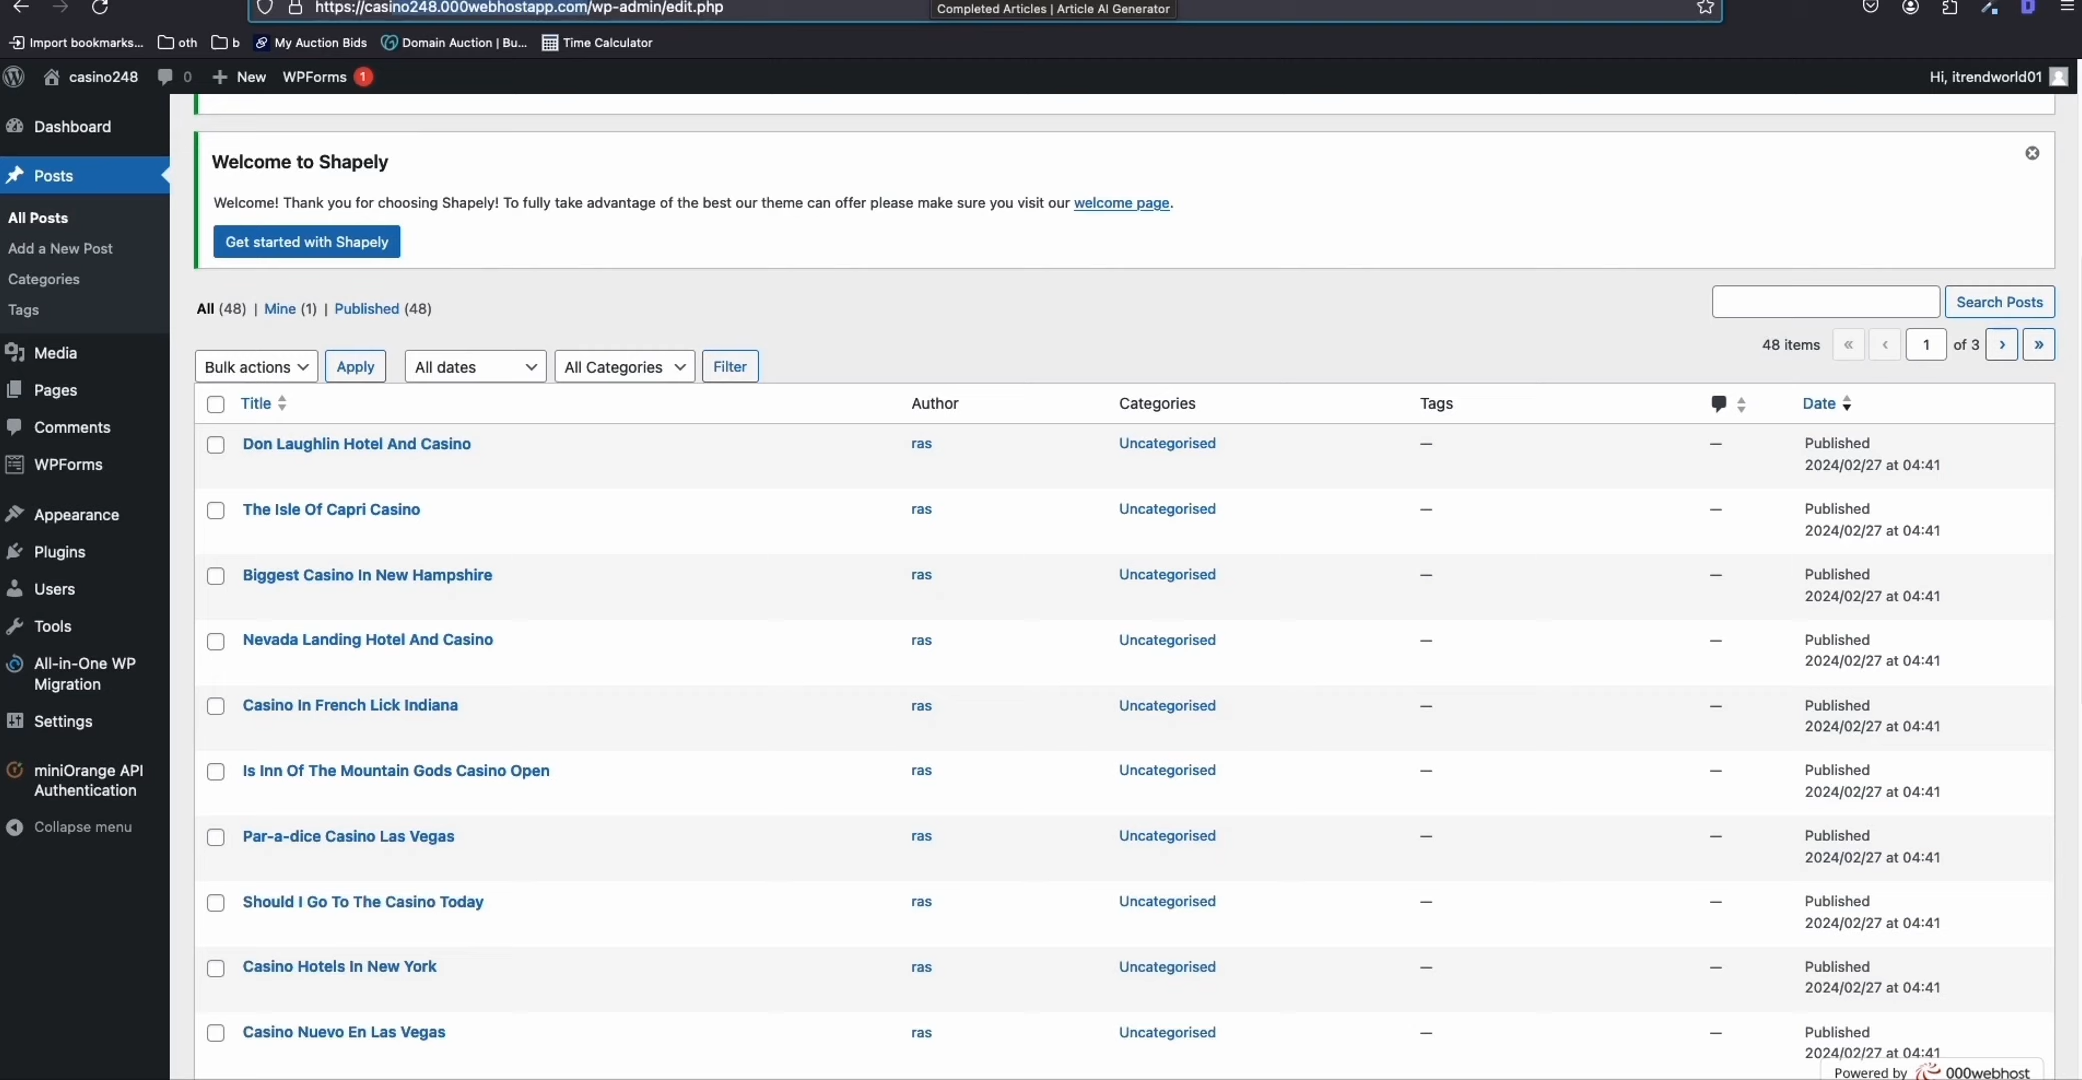 https://casino248.000webhostapp.com/wp-admin/edit.php
Completed Articles | Article AI Generator
Import bookmarks... oth b My Auction Bids Domain Auction | Bu... Time Calculator
casino248 0 New WPForms 1 Hi, itrendworld01
Dashboard
Posts
All Posts
Add a New Post
Categories
Tags
Media
Pages
Comments
WPForms
Appearance
Plugins
Users
Tools
All-in-One WP
Migration
Settings
miniOrange API
Authentication
Collapse menu
Welcome to Shapely
Welcome! Thank you for choosing Shapely! To fully take advantage of the best our theme can offer please make sure you visit our welcome page.
Get started with Shapely
All (48) | Mine (1) | Published (48)
Search Posts
48 items « ‹ 1 of 3 › »
Bulk actions Apply All dates All Categories Filter
Title Author Categories Tags Date
Don Laughlin Hotel And Casino ras Uncategorised — — Published
2024/02/27 at 04:41
The Isle Of Capri Casino ras Uncategorised — — Published
2024/02/27 at 04:41
Biggest Casino In New Hampshire ras Uncategorised — — Published
2024/02/27 at 04:41
Nevada Landing Hotel And Casino ras Uncategorised — — Published
2024/02/27 at 04:41
Casino In French Lick Indiana ras Uncategorised — — Published
2024/02/27 at 04:41
Is Inn Of The Mountain Gods Casino Open ras Uncategorised — — Published
2024/02/27 at 04:41
Par-a-dice Casino Las Vegas ras Uncategorised — — Published
2024/02/27 at 04:41
Should I Go To The Casino Today ras Uncategorised — — Published
2024/02/27 at 04:41
Casino Hotels In New York ras Uncategorised — — Published
2024/02/27 at 04:41
Casino Nuevo En Las Vegas ras Uncategorised — — Published
2024/02/27 at 04:41
Powered by 000webhost